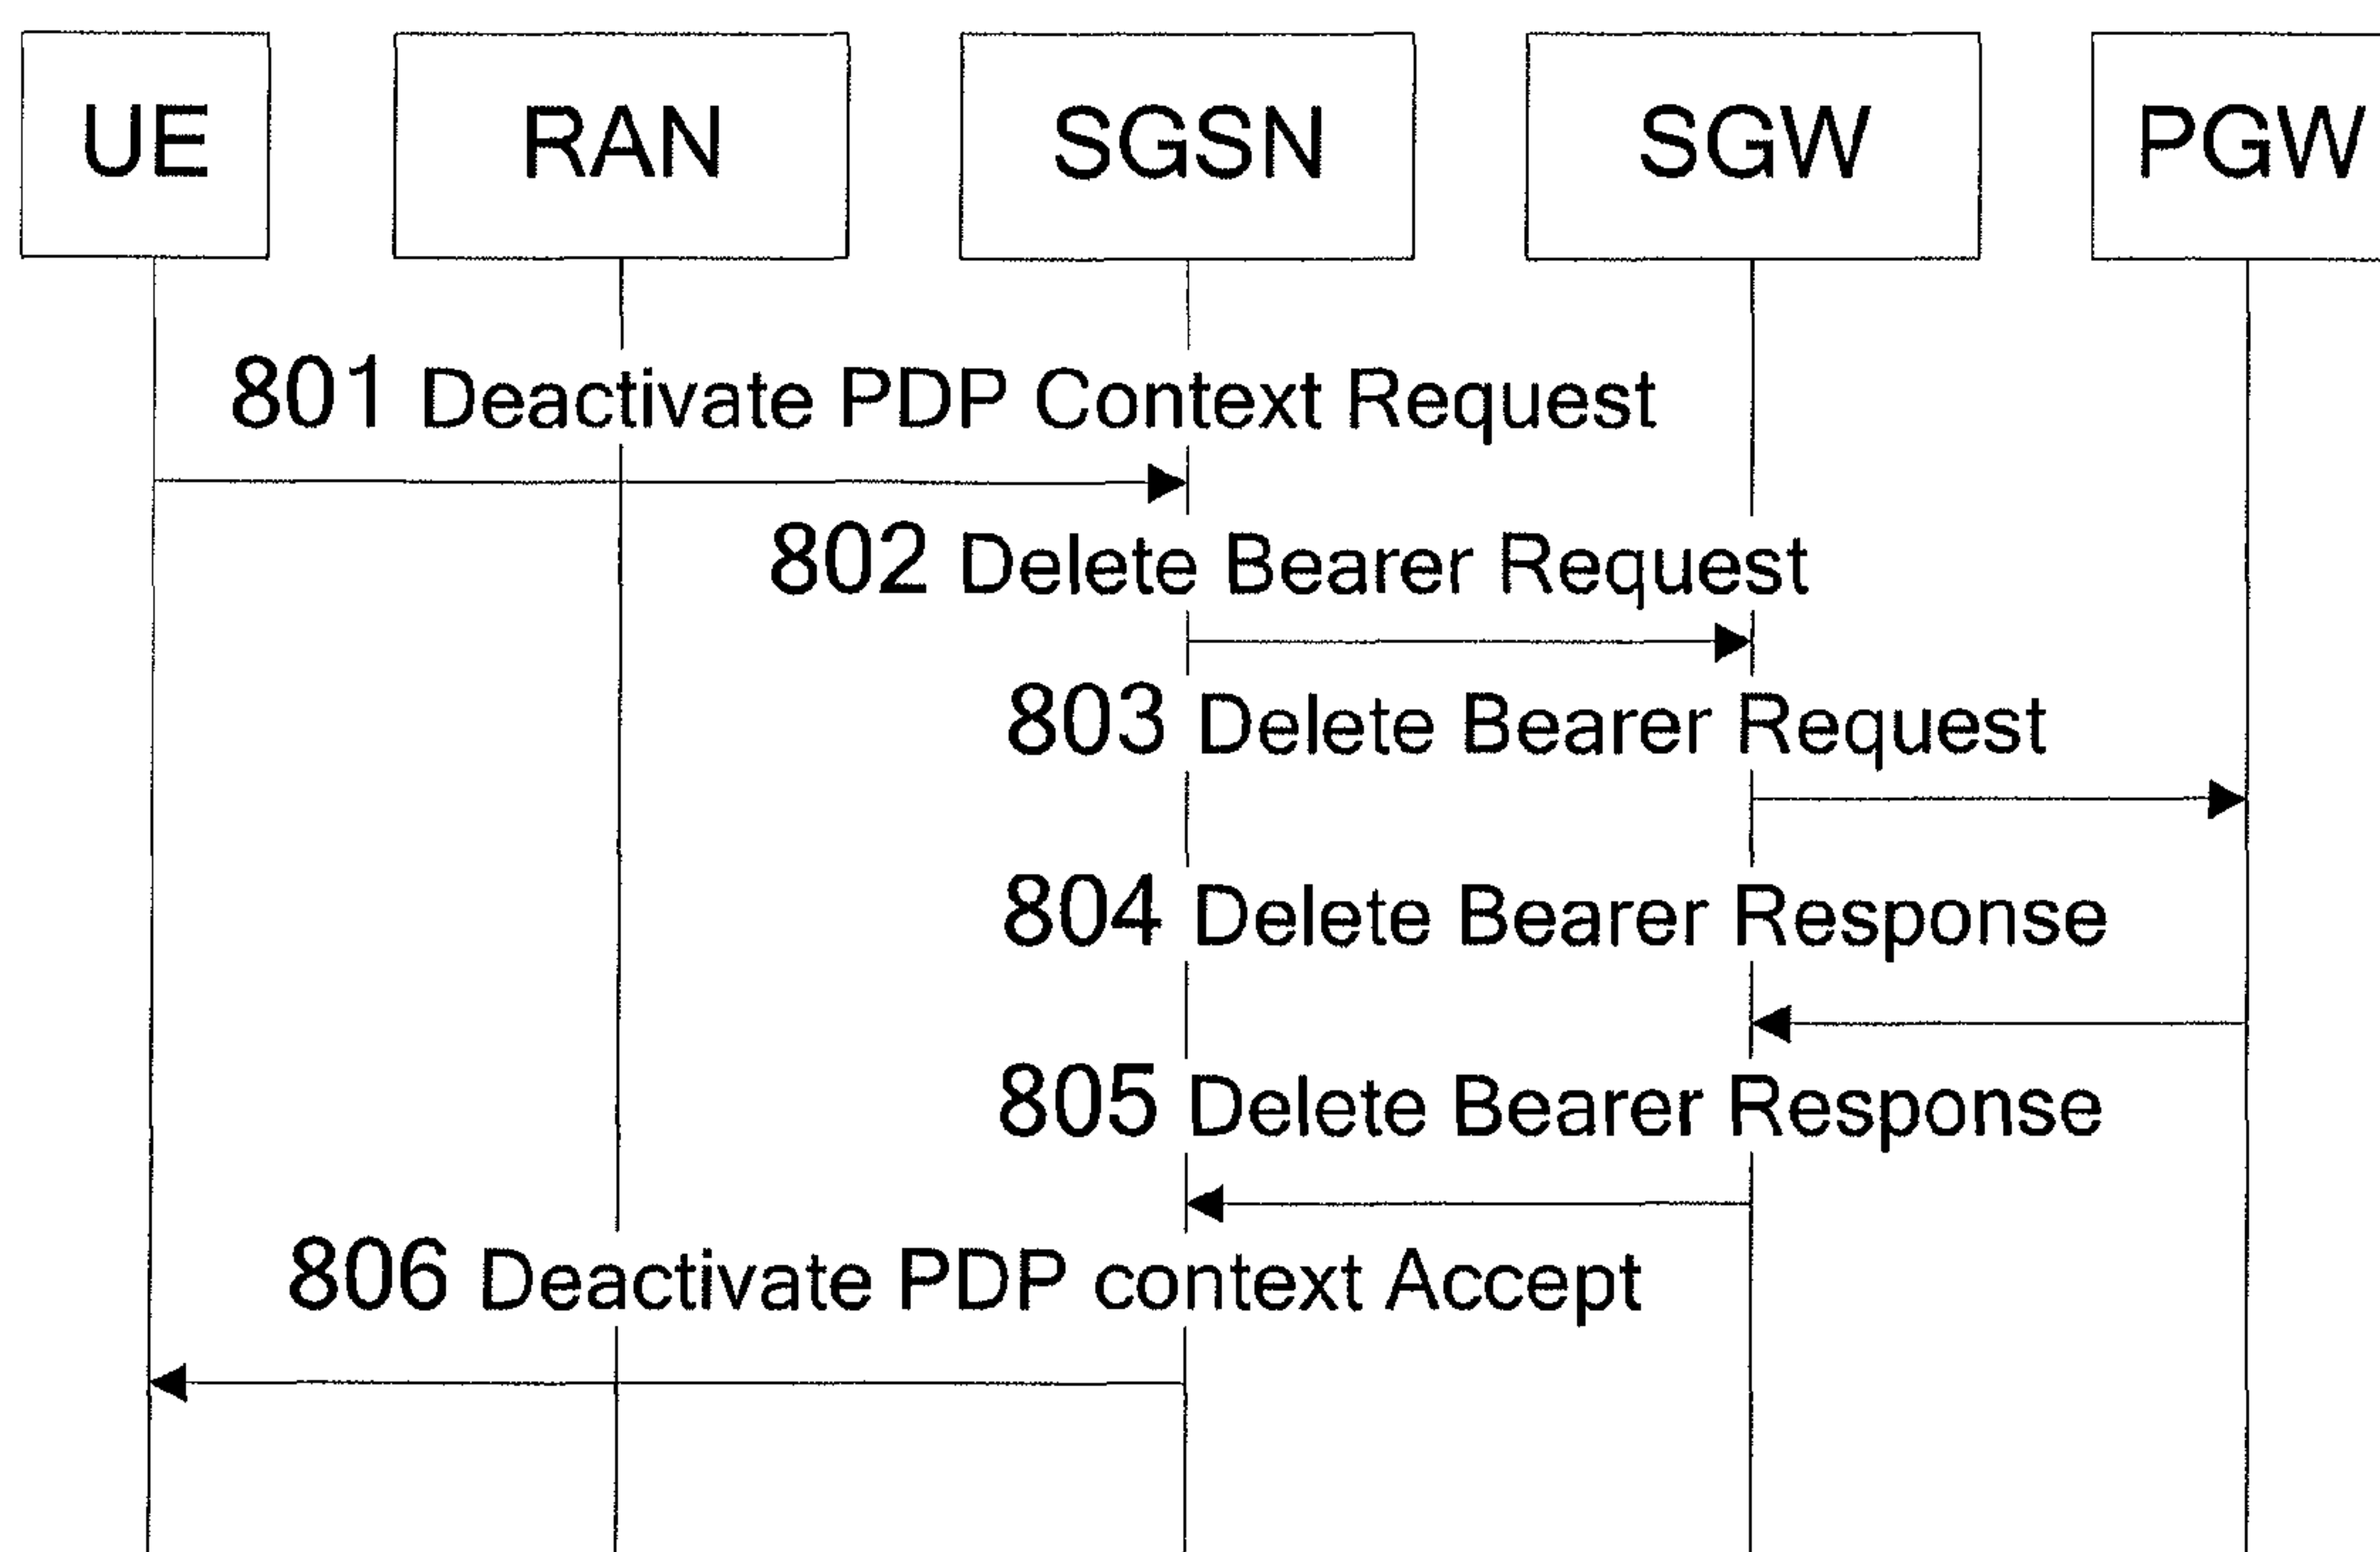 UE RAN SGSN SGW PGW
801 Deactivate PDP Context Request
802 Delete Bearer Request
803 Delete Bearer Request
804 Delete Bearer Response
805 Delete Bearer Response
806 Deactivate PDP context Accept